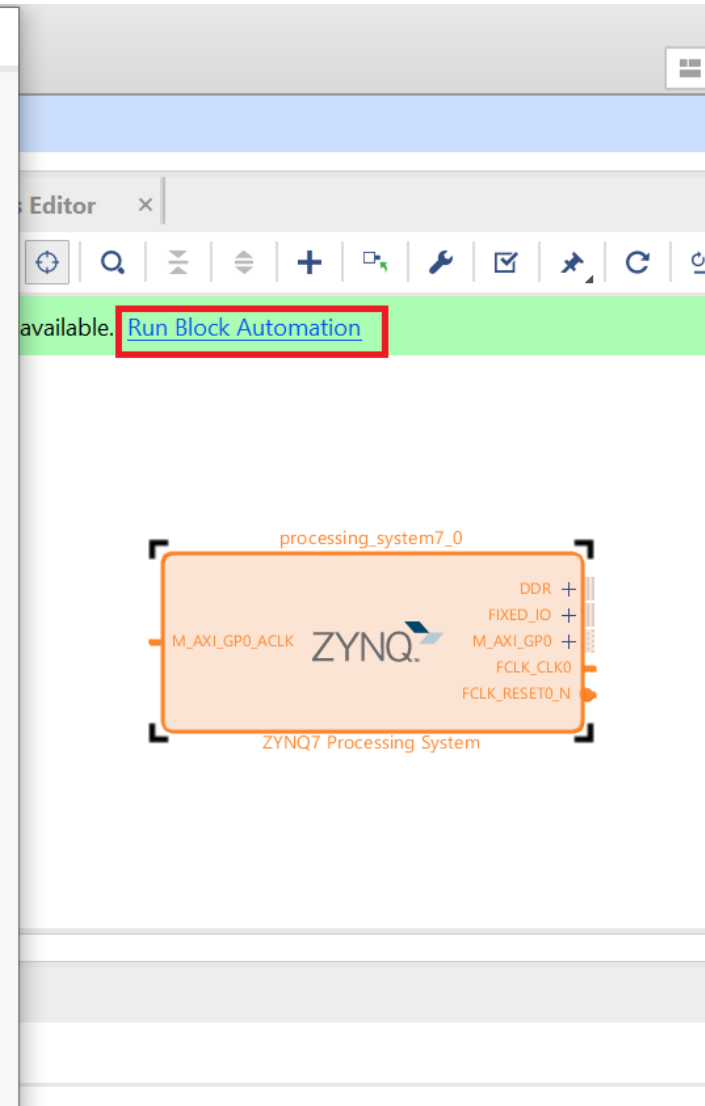 s Editor ×
available. Run Block Automation
processing_system7_0
DDR
FIXED_IO
M_AXI_GP0_ACLK ZYNQ. M_AXI_GP0
FCLK_CLK0
FCLK_RESET0_N
ZYNQ7 Processing System